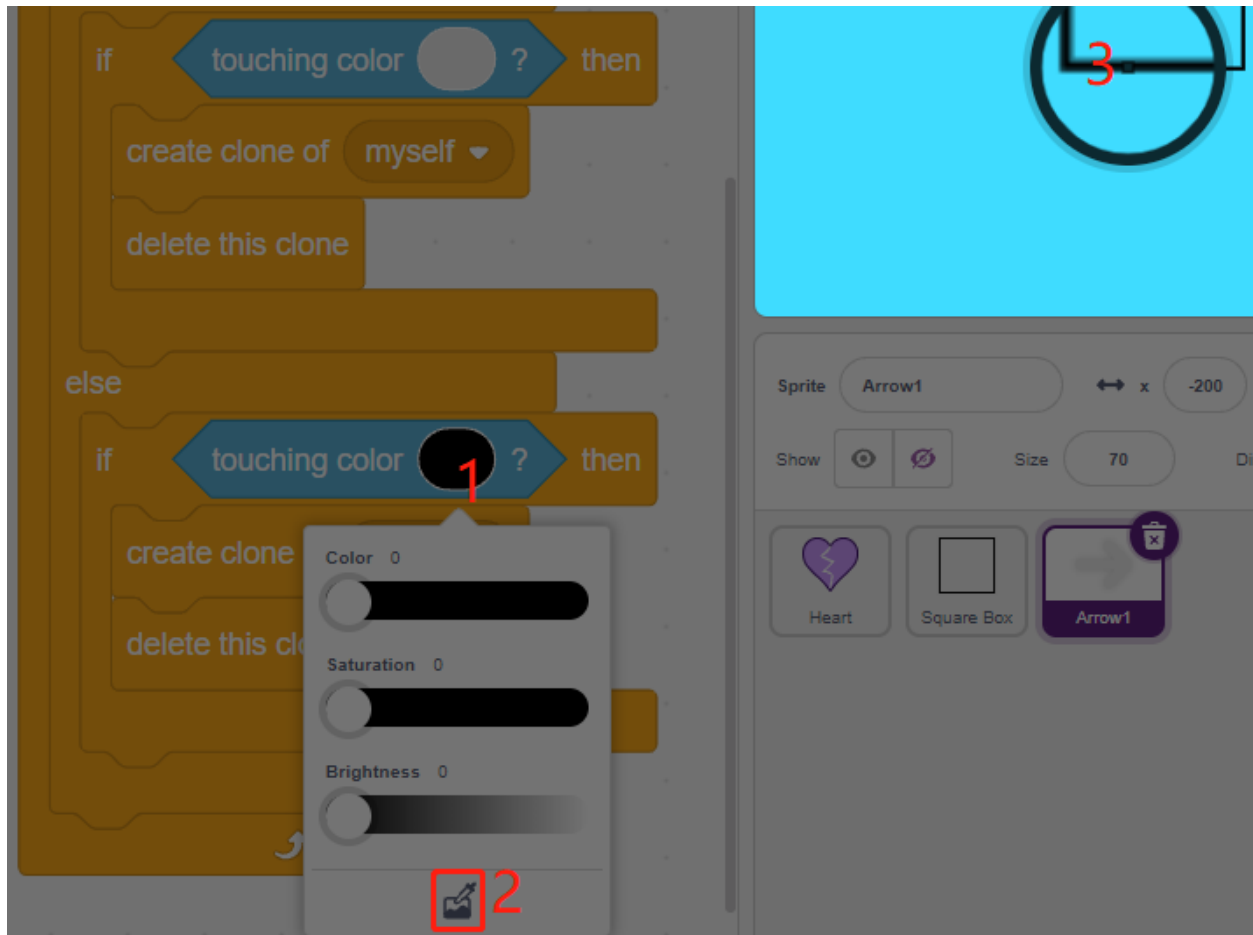 if touching color ? then
create clone of myself
delete this clone
else
if touching color ? then
1
create clone
delete this clo
Color 0
Saturation 0
Brightness 0
2
3
Sprite Arrow1 x -200
Show Size 70 Di
Heart Square Box Arrow1